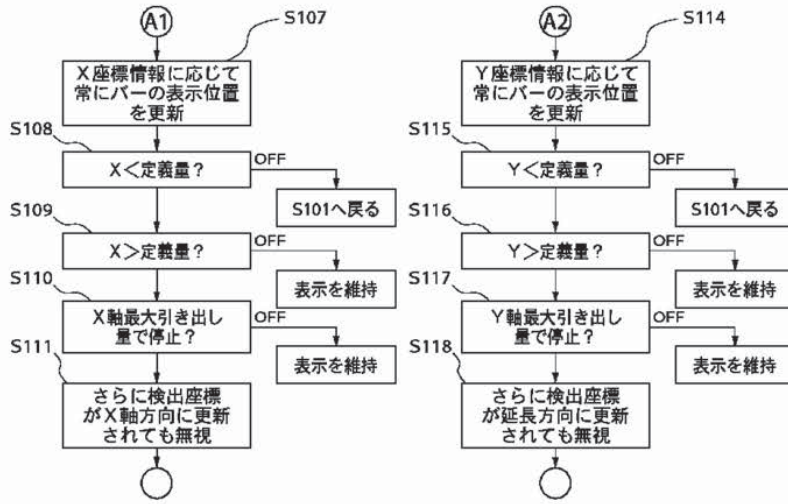 A1
S107
X座標情報に応じて
常にバーの表示位置
を更新
S108
X<定義量?
OFF
S101へ戻る
S109
X>定義量?
OFF
表示を維持
S110
X軸最大引き出し
量で停止?
OFF
表示を維持
S111
さらに検出座標
がX軸方向に更新
されても無視
A2
S114
Y座標情報に応じて
常にバーの表示位置
を更新
S115
Y<定義量?
OFF
S101へ戻る
S116
Y>定義量?
OFF
表示を維持
S117
Y軸最大引き出し
量で停止?
OFF
表示を維持
S118
さらに検出座標
が延長方向に更新
されても無視